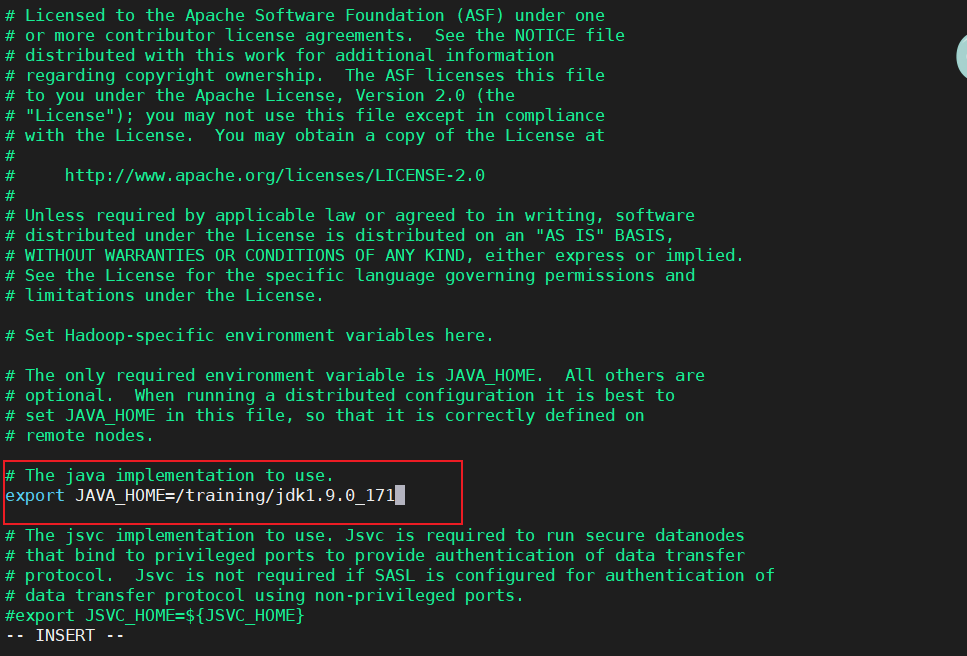 # Licensed to the Apache Software Foundation (ASF) under one
# or more contributor license agreements.  See the NOTICE file
# distributed with this work for additional information
# regarding copyright ownership.  The ASF licenses this file
# to you under the Apache License, Version 2.0 (the
# "License"); you may not use this file except in compliance
# with the License.  You may obtain a copy of the License at
#
#     http://www.apache.org/licenses/LICENSE-2.0
#
# Unless required by applicable law or agreed to in writing, software
# distributed under the License is distributed on an "AS IS" BASIS,
# WITHOUT WARRANTIES OR CONDITIONS OF ANY KIND, either express or implied.
# See the License for the specific language governing permissions and
# limitations under the License.

# Set Hadoop-specific environment variables here.

# The only required environment variable is JAVA_HOME.  All others are
# optional.  When running a distributed configuration it is best to
# set JAVA_HOME in this file, so that it is correctly defined on
# remote nodes.

# The java implementation to use.
export JAVA_HOME=/training/jdk1.9.0_171

# The jsvc implementation to use. Jsvc is required to run secure datanodes
# that bind to privileged ports to provide authentication of data transfer
# protocol.  Jsvc is not required if SASL is configured for authentication of
# data transfer protocol using non-privileged ports.
#export JSVC_HOME=${JSVC_HOME}
-- INSERT --